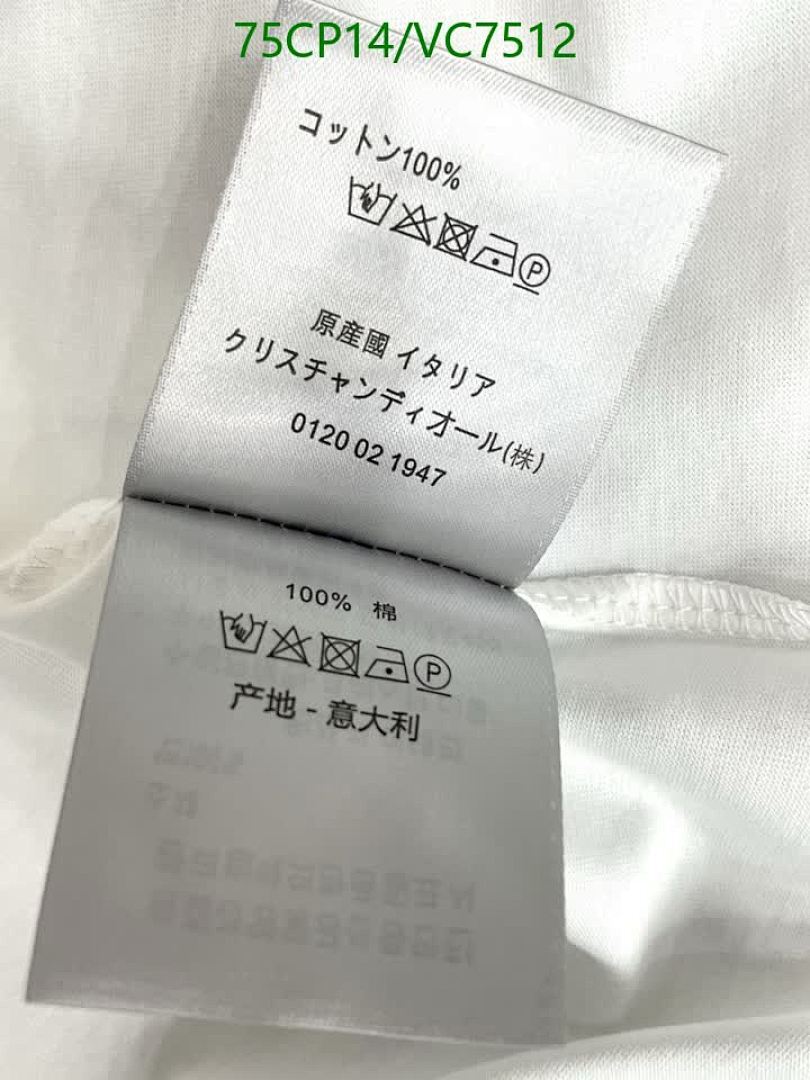 75CP14/VC7512
コットン100%
P
原産國 イタリア
クリスチャンディオール(株)
0120 02 1947
100% 棉
P
产地 - 意大利